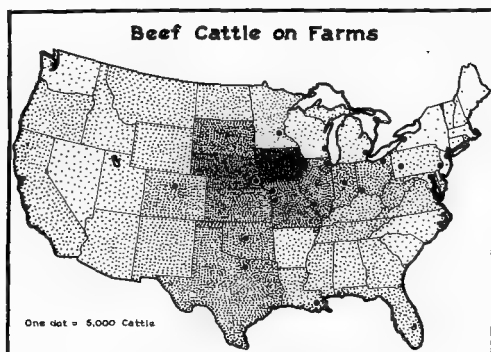 Beef Cattle on Farms
One dot = 5,000 Cattle